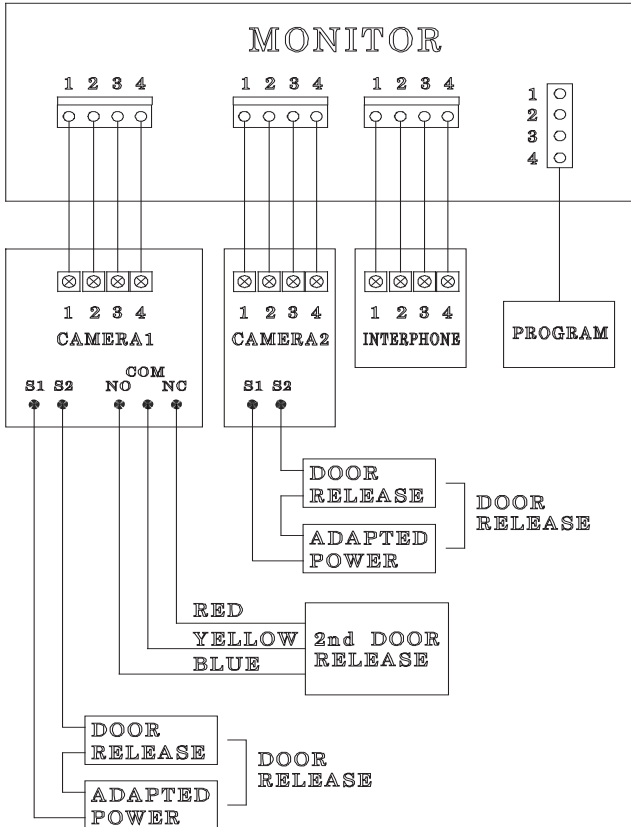 MONITOR
1 2 3 4
1 2 3 4
1 2 3 4
1
2
3
4
1 2 3 4
CAMERA1
COM
S1 S2 NO NC
1 2 3 4
CAMERA2
S1 S2
1 2 3 4
INTERPHONE
PROGRAM
DOOR
RELEASE
ADAPTED
POWER
DOOR
RELEASE
RED
YELLOW
BLUE
2nd DOOR
RELEASE
DOOR
RELEASE
ADAPTED
POWER
DOOR
RELEASE